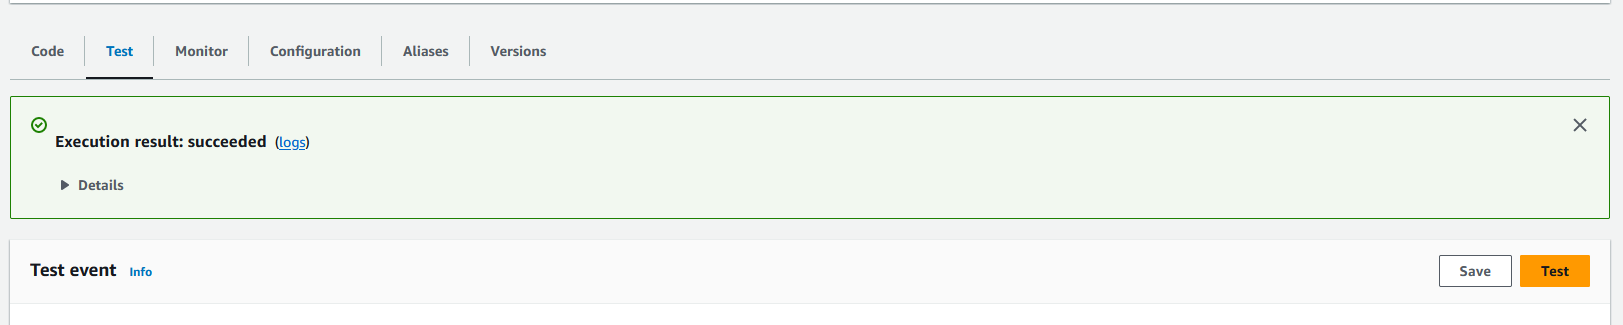 Code Test Monitor Configuration Aliases Versions
Execution result: succeeded (logs)
Details
Test event Info Save Test